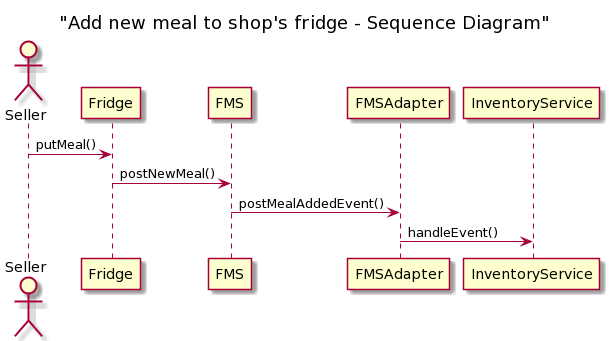 "Add new meal to shop's fridge - Sequence Diagram"
Seller
Fridge
FMS
FMSAdapter
InventoryService
putMeal()
postNewMeal()
postMealAddedEvent()
handleEvent()
Seller
Fridge
FMS
FMSAdapter
InventoryService